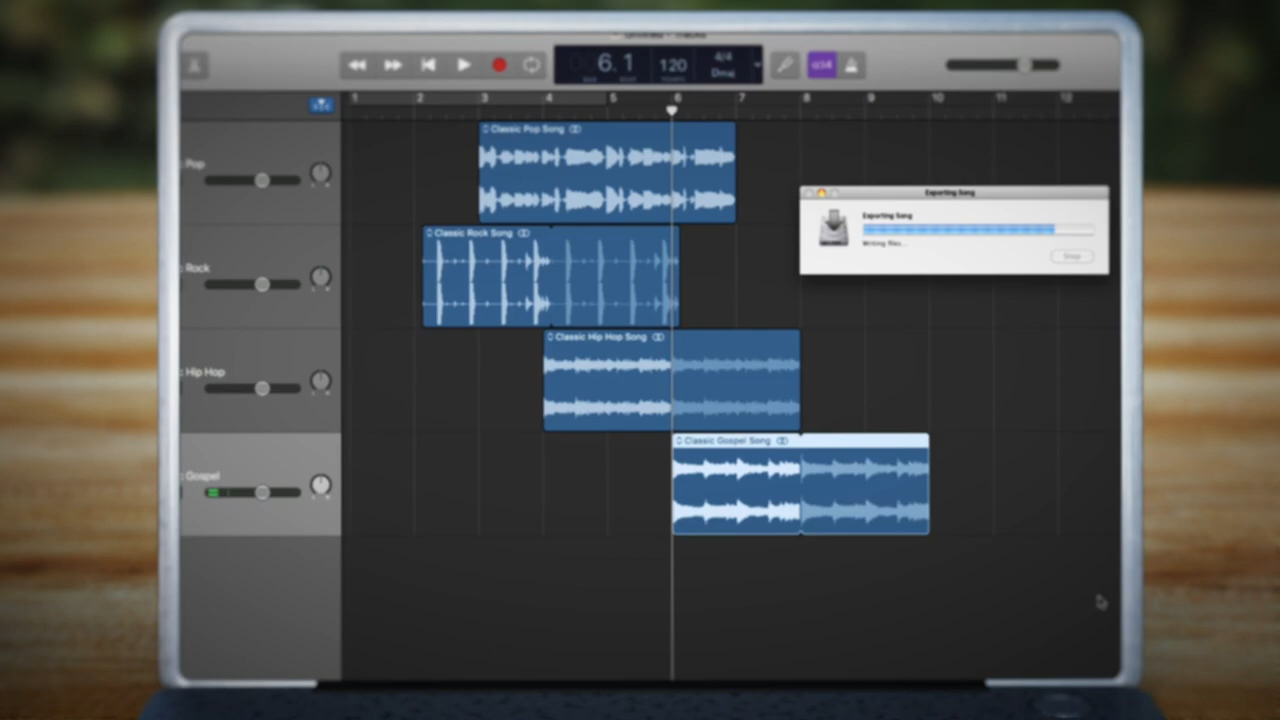 6.1
120
4/4
Dmaj
1 2 3 4 5 6 7 8 9 10 11 12
Classic Pop Song
: Pop
Exporting Song
Exporting Song
Writing files...
Stop
Classic Rock Song
: Rock
Classic Hip Hop Song
: Hip Hop
Classic Gospel Song
: Gospel